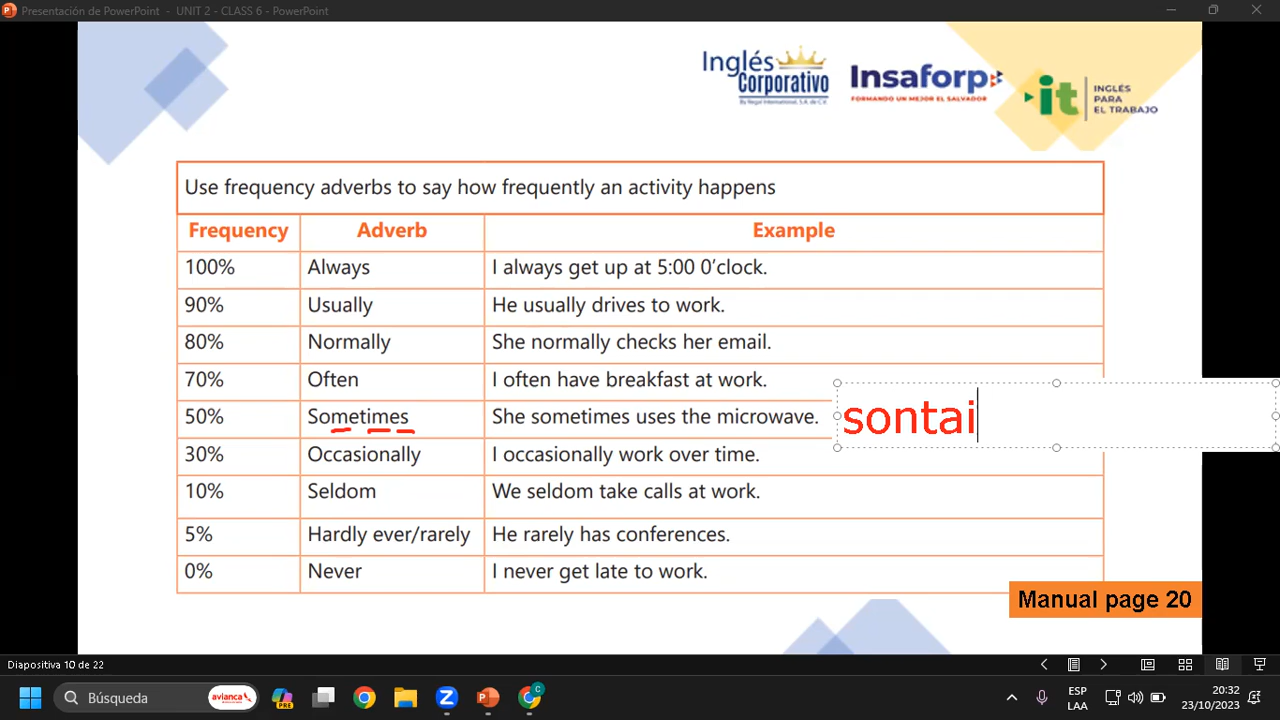 Presentación de PowerPoint - UNIT 2 - CLASS 6 - PowerPoint
Inglés
Corporativo
By Regal International, S.A. de C.V.
Insaforp
FORMANDO UN MEJOR EL SALVADOR
it
INGLÉS
PARA
EL TRABAJO
Use frequency adverbs to say how frequently an activity happens
Frequency Adverb Example
100% Always I always get up at 5:00 0’clock.
90% Usually He usually drives to work.
80% Normally She normally checks her email.
70% Often I often have breakfast at work.
50% Sometimes She sometimes uses the microwave.
sontai
30% Occasionally I occasionally work over time.
10% Seldom We seldom take calls at work.
5% Hardly ever/rarely He rarely has conferences.
0% Never I never get late to work.
Manual page 20
Diapositiva 10 de 22
Búsqueda
avianca
PRE
C
ESP
LAA
20:32
23/10/2023